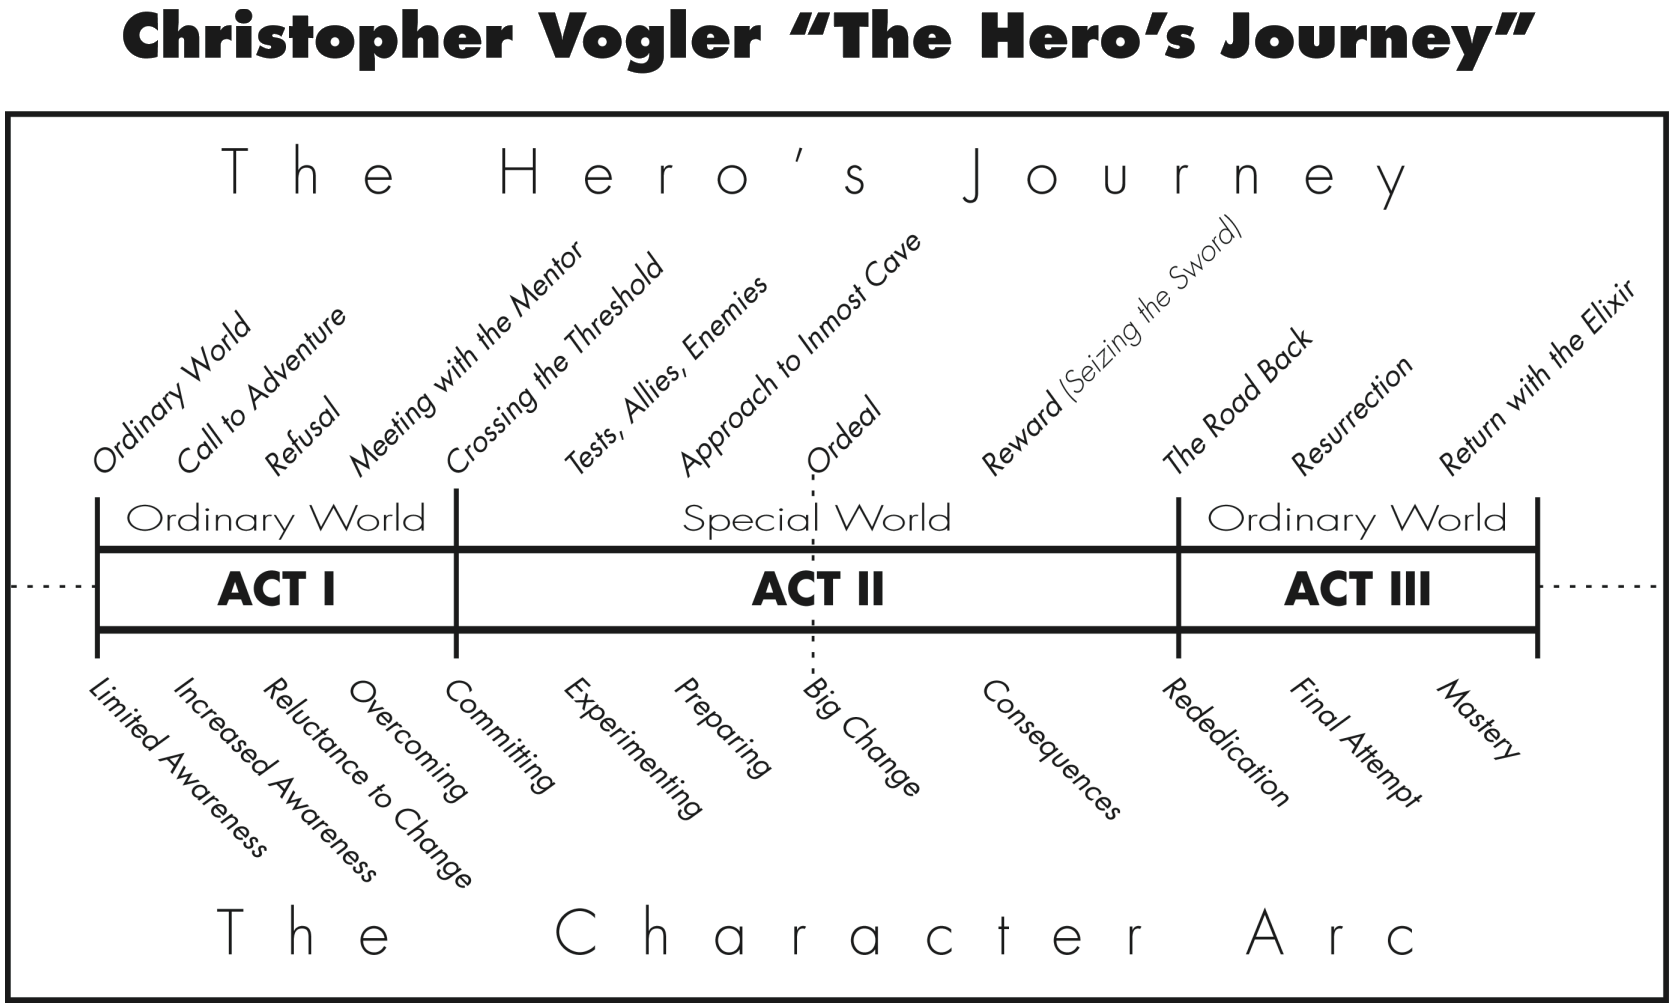 Christopher Vogler “The Hero’s Journey”
The Hero’s Journey
Ordinary World
Call to Adventure
Refusal
Meeting with the Mentor
Crossing the Threshold
Tests, Allies, Enemies
Approach to Inmost Cave
Ordeal
Reward (Seizing the Sword)
The Road Back
Resurrection
Return with the Elixir
Ordinary World
Special World
Ordinary World
ACT I
ACT II
ACT III
Limited Awareness
Increased Awareness
Reluctance to Change
Overcoming
Committing
Experimenting
Preparing
Big Change
Consequences
Rededication
Final Attempt
Mastery
The Character Arc